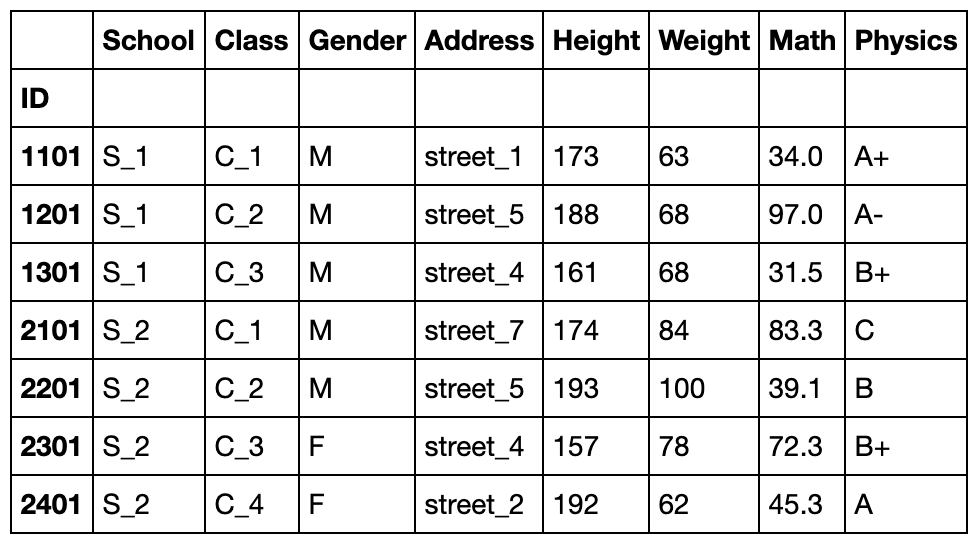 School Class Gender Address Height Weight Math Physics
ID
1101 S_1 C_1 M street_1 173 63 34.0 A+
1201 S_1 C_2 M street_5 188 68 97.0 A-
1301 S_1 C_3 M street_4 161 68 31.5 B+
2101 S_2 C_1 M street_7 174 84 83.3 C
2201 S_2 C_2 M street_5 193 100 39.1 B
2301 S_2 C_3 F street_4 157 78 72.3 B+
2401 S_2 C_4 F street_2 192 62 45.3 A